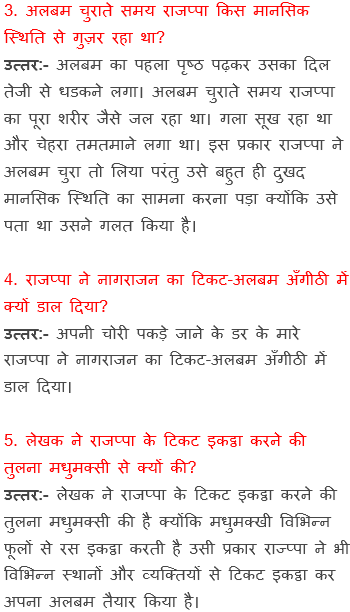 3. अलबम चुराते समय राजप्पा किस मानसिक
स्थिति से गुज़र रहा था?
उत्तर:- अलबम का पहला पृष्ठ पढ़कर उसका दिल
तेजी से धडकने लगा। अलबम चुराते समय राजप्पा
का पूरा शरीर जैसे जल रहा था। गला सूख रहा था
और चेहरा तमतमाने लगा था। इस प्रकार राजप्पा ने
अलबम चुरा तो लिया परंतु उसे बहुत ही दुखद
मानसिक स्थिति का सामना करना पड़ा क्योंकि उसे
पता था उसने गलत किया है।
4. राजप्पा ने नागराजन का टिकट-अलबम अँगीठी में
क्यों डाल दिया?
उत्तर:- अपनी चोरी पकड़े जाने के डर के मारे
राजप्पा ने नागराजन का टिकट-अलबम अँगीठी में
डाल दिया।
5. लेखक ने राजप्पा के टिकट इकट्ठा करने की
तुलना मधुमक्सी से क्यों की?
उत्तर:- लेखक ने राजप्पा के टिकट इकट्ठा करने की
तुलना मधुमक्सी की है क्योंकि मधुमक्खी विभिन्न
फूलों से रस इकट्ठा करती है उसी प्रकार राज्प्पा ने भी
विभिन्न स्थानों और व्यक्तियों से टिकट इकट्ठा कर
अपना अलबम तैयार किया है।